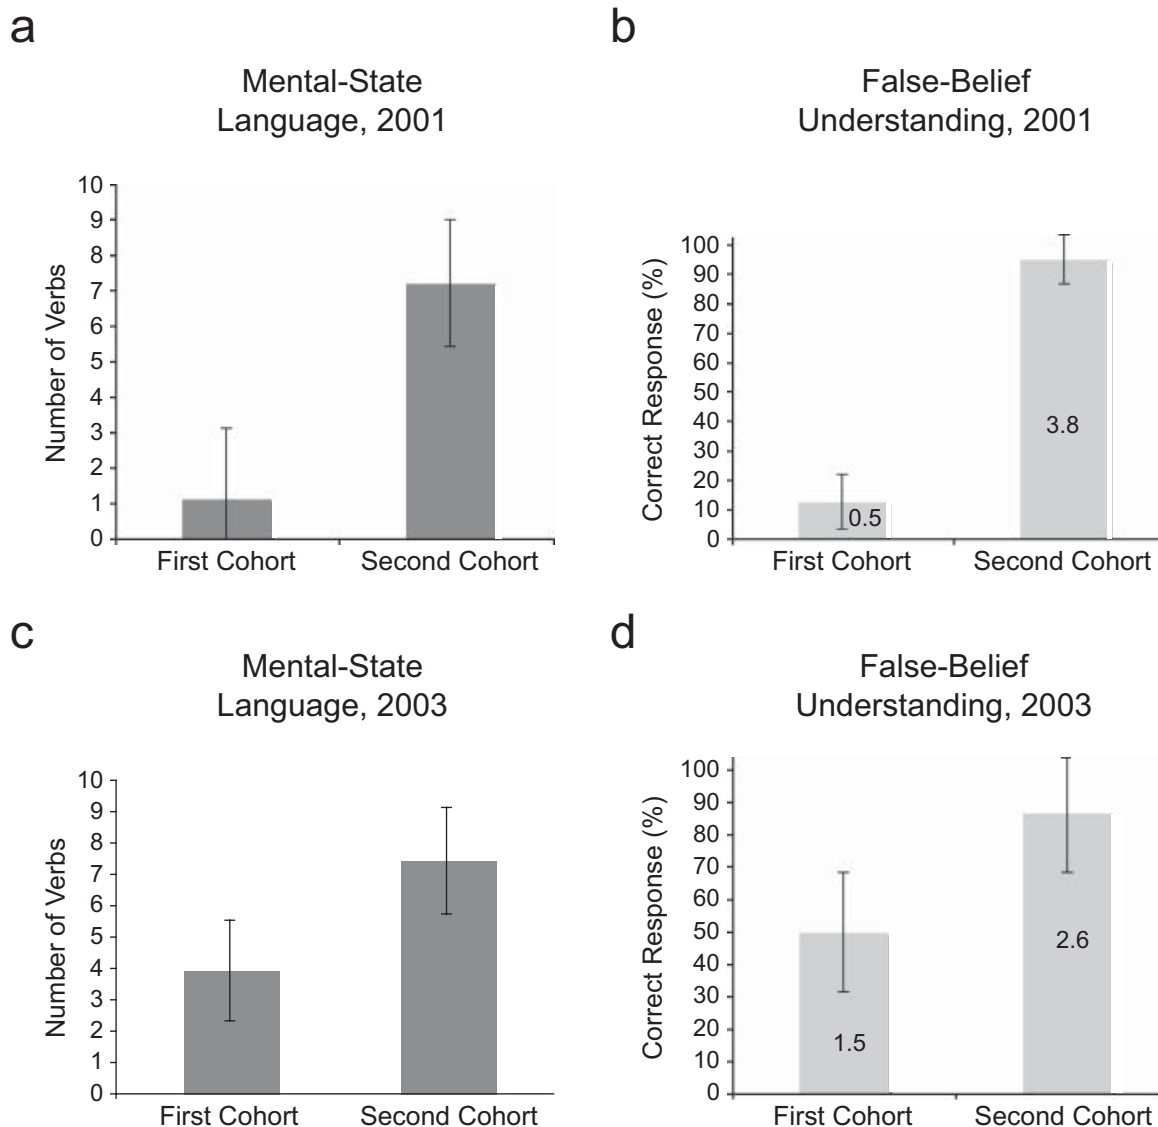 a
Mental-State
Language, 2001
Number of Verbs
10
9
8
7
6
5
4
3
2
1
0
First Cohort
Second Cohort
b
False-Belief
Understanding, 2001
Correct Response (%)
100
90
80
70
60
50
40
30
20
10
0
0.5
3.8
First Cohort
Second Cohort
c
Mental-State
Language, 2003
Number of Verbs
10
9
8
7
6
5
4
3
2
1
0
First Cohort
Second Cohort
d
False-Belief
Understanding, 2003
Correct Response (%)
100
90
80
70
60
50
40
30
20
10
0
1.5
2.6
First Cohort
Second Cohort